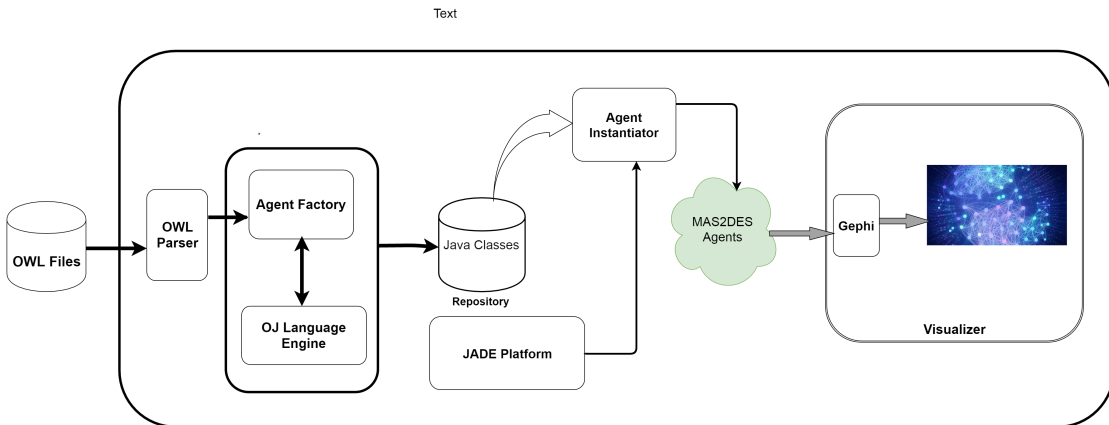 Text
OWL Files
OWL
Parser
Agent Factory
OJ Language
Engine
Java Classes
Repository
JADE Platform
Agent
Instantiator
MAS2DES
Agents
Gephi
Visualizer